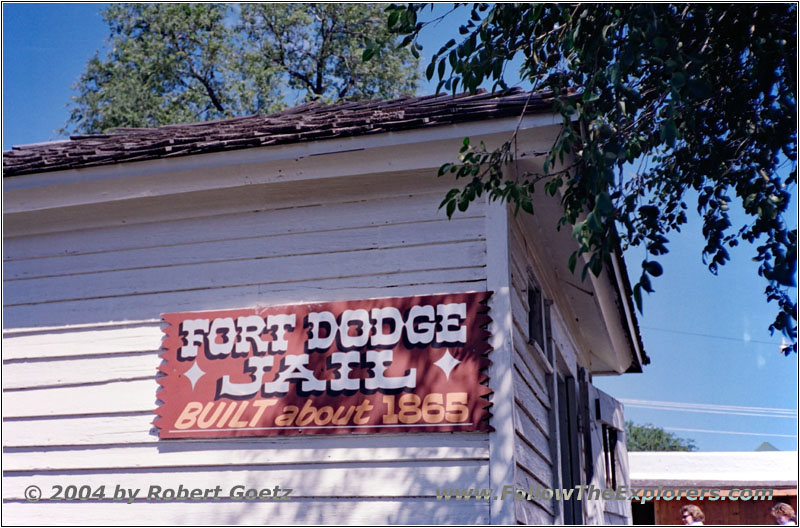 FORT DODGE
JAIL
BUILT about 1865
© 2004 by Robert Goetz www.FollowTheExplorers.com